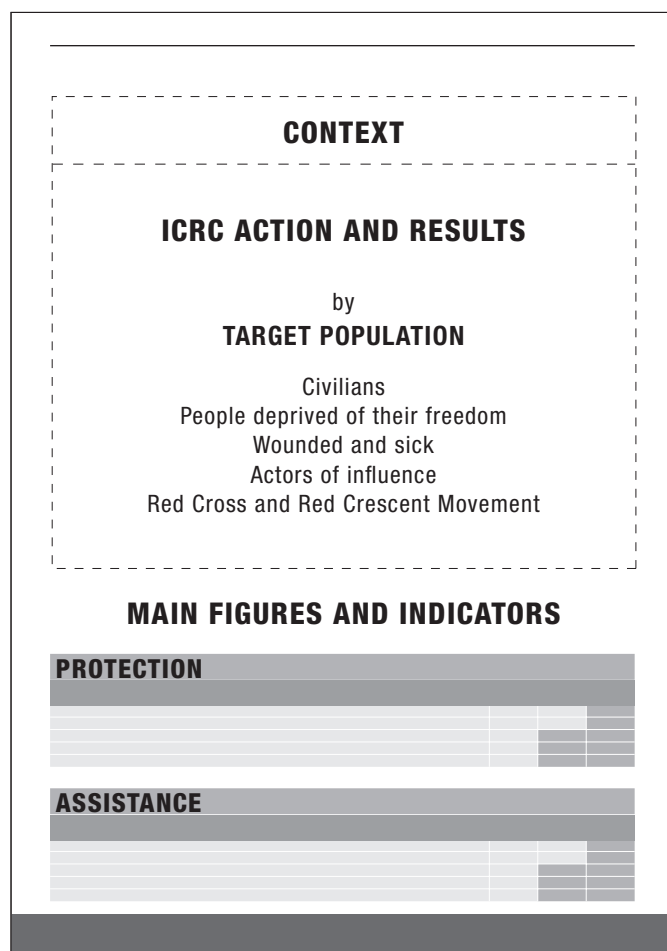 CONTEXT
ICRC ACTION AND RESULTS
by
TARGET POPULATION
Civilians
People deprived of their freedom
Wounded and sick
Actors of influence
Red Cross and Red Crescent Movement
MAIN FIGURES AND INDICATORS
PROTECTION
ASSISTANCE